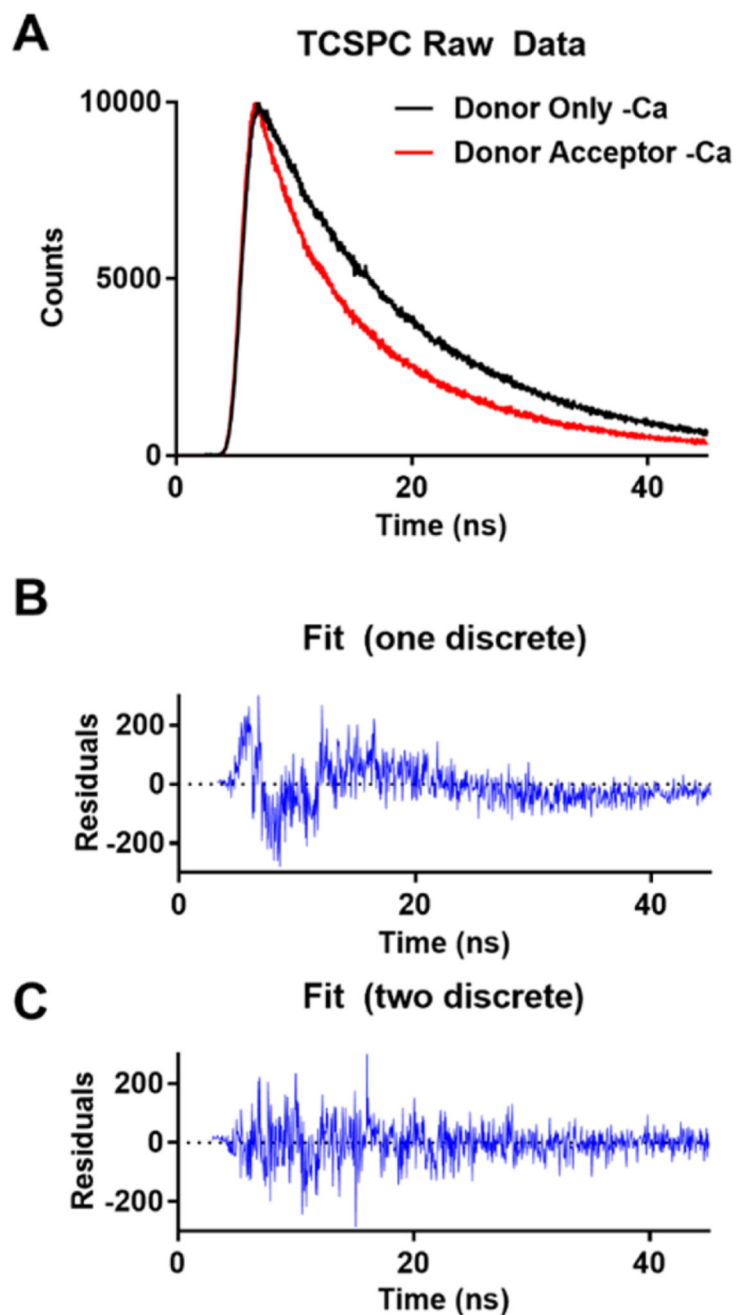 A
TCSPC Raw Data
Donor Only -Ca
Donor Acceptor -Ca
10000
5000
0
Counts
0 20 40
Time (ns)
B
Fit (one discrete)
200
0
-200
Residuals
0 20 40
Time (ns)
C
Fit (two discrete)
200
0
-200
Residuals
0 20 40
Time (ns)